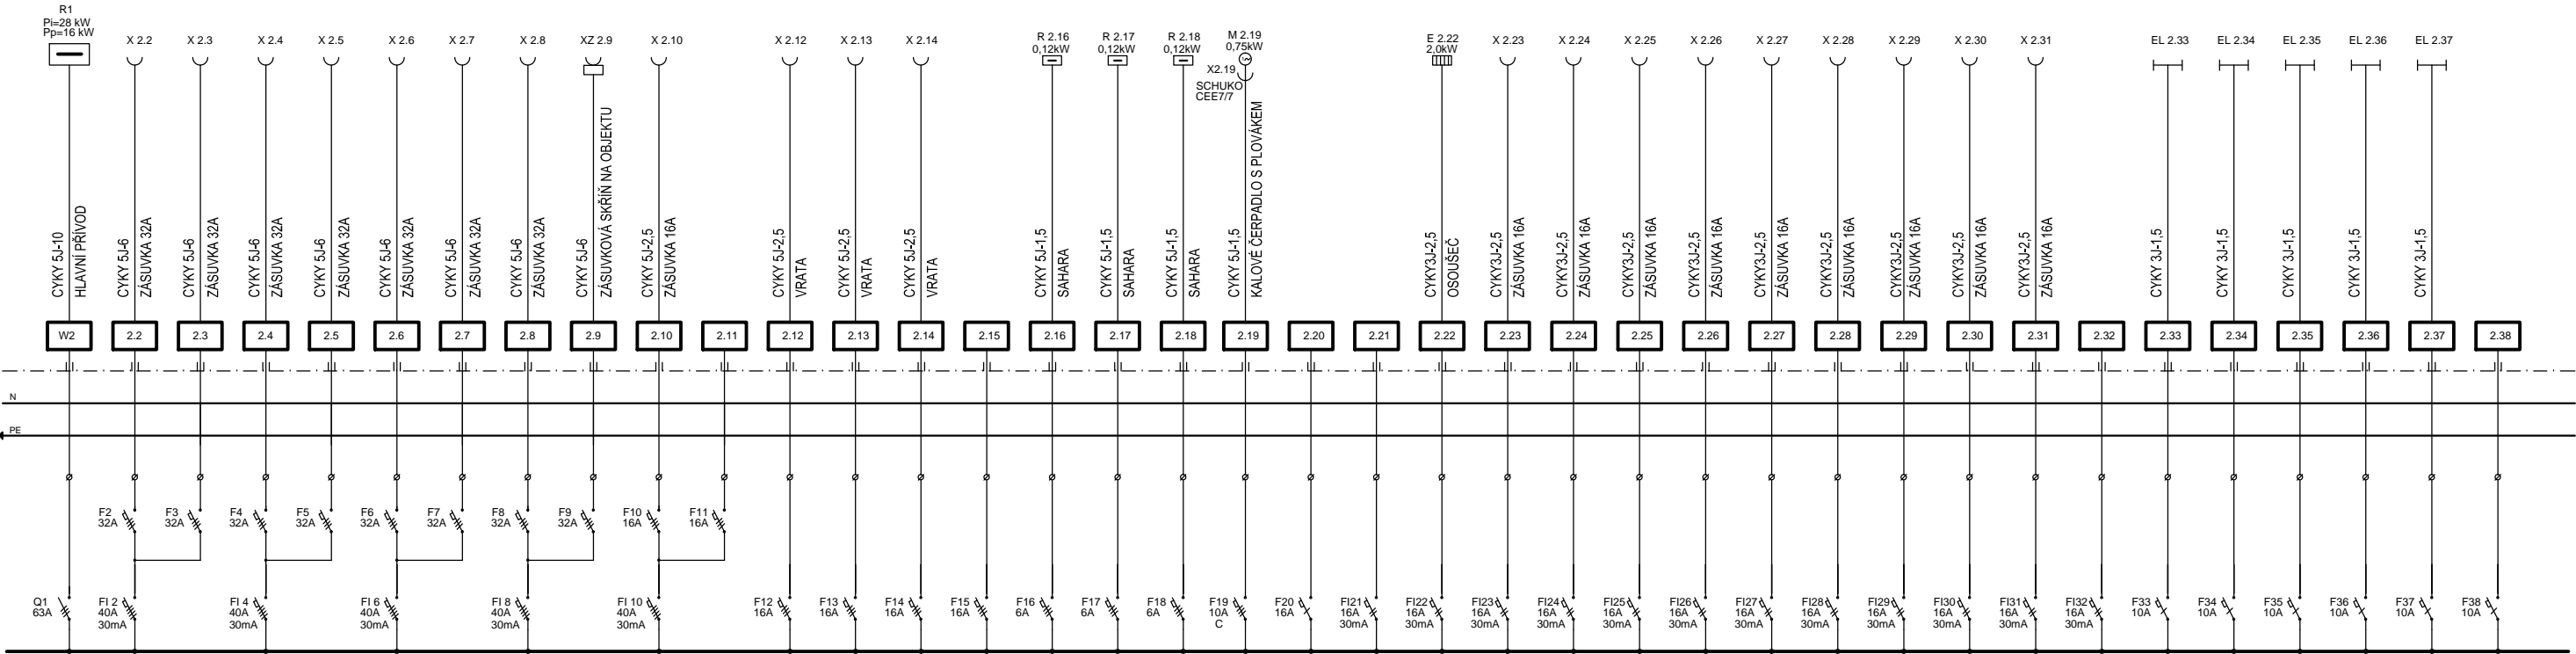 R1
Pi=28 kW
Pp=16 kW
X 2.2
X 2.3
X 2.4
X 2.5
X 2.6
X 2.7
X 2.8
XZ 2.9
X 2.10
X 2.12
X 2.13
X 2.14
R 2.16
0,12kW
R 2.17
0,12kW
R 2.18
0,12kW
M 2.19
0,75kW
X2.19
SCHUKO
CEE7/7
E 2.22
2,0kW
X 2.23
X 2.24
X 2.25
X 2.26
X 2.27
X 2.28
X 2.29
X 2.30
X 2.31
EL 2.33
EL 2.34
EL 2.35
EL 2.36
EL 2.37
CYKY 5J-10
HLAVNÍ PŘÍVOD
CYKY 5J-6
ZÁSUVKA 32A
CYKY 5J-6
ZÁSUVKA 32A
CYKY 5J-6
ZÁSUVKA 32A
CYKY 5J-6
ZÁSUVKA 32A
CYKY 5J-6
ZÁSUVKA 32A
CYKY 5J-6
ZÁSUVKA 32A
CYKY 5J-6
ZÁSUVKA 32A
CYKY 5J-6
ZÁSUVKOVÁ SKŘÍŇ NA OBJEKTU
CYKY 5J-2,5
ZÁSUVKA 16A
CYKY 5J-2,5
VRATA
CYKY 5J-2,5
VRATA
CYKY 5J-2,5
VRATA
CYKY 5J-1,5
SAHARA
CYKY 5J-1,5
SAHARA
CYKY 5J-1,5
SAHARA
CYKY 5J-1,5
KALOVÉ ČERPADLO S PLOVÁKEM
CYKY3J-2,5
OSOUŠEČ
CYKY3J-2,5
ZÁSUVKA 16A
CYKY3J-2,5
ZÁSUVKA 16A
CYKY3J-2,5
ZÁSUVKA 16A
CYKY3J-2,5
ZÁSUVKA 16A
CYKY3J-2,5
ZÁSUVKA 16A
CYKY3J-2,5
ZÁSUVKA 16A
CYKY3J-2,5
ZÁSUVKA 16A
CYKY3J-2,5
ZÁSUVKA 16A
CYKY3J-2,5
ZÁSUVKA 16A
CYKY 3J-1,5
CYKY 3J-1,5
CYKY 3J-1,5
CYKY 3J-1,5
CYKY 3J-1,5
W2
2.2
2.3
2.4
2.5
2.6
2.7
2.8
2.9
2.10
2.11
2.12
2.13
2.14
2.15
2.16
2.17
2.18
2.19
2.20
2.21
2.22
2.23
2.24
2.25
2.26
2.27
2.28
2.29
2.30
2.31
2.32
2.33
2.34
2.35
2.36
2.37
2.38
N
PE
F2
32A
F3
32A
F4
32A
F5
32A
F6
32A
F7
32A
F8
32A
F9
32A
F10
16A
F11
16A
Q1
63A
FI 2
40A
30mA
FI 4
40A
30mA
FI 6
40A
30mA
FI 8
40A
30mA
FI 10
40A
30mA
F12
16A
F13
16A
F14
16A
F15
16A
F16
6A
F17
6A
F18
6A
F19
10A
C
F20
16A
FI21
16A
30mA
FI22
16A
30mA
FI23
16A
30mA
FI24
16A
30mA
FI25
16A
30mA
FI26
16A
30mA
FI27
16A
30mA
FI28
16A
30mA
FI29
16A
30mA
FI30
16A
30mA
FI31
16A
30mA
FI32
6A
30mA
F33
10A
F34
10A
F35
10A
F36
10A
F37
10A
F38
10A